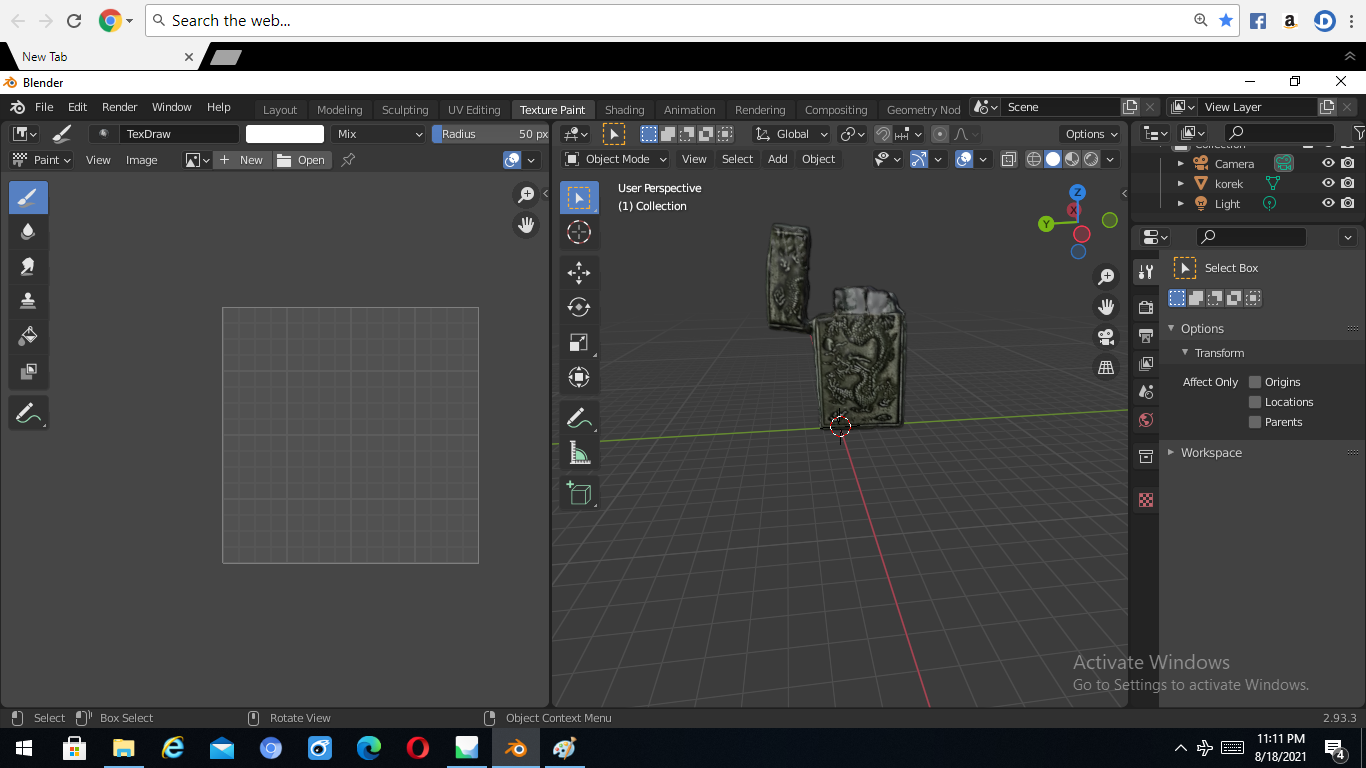 Search the web...
New Tab
Blender
File Edit Render Window Help Layout Modeling Sculpting UV Editing Texture Paint Shading Animation Rendering Compositing Geometry Nod Scene View Layer
TexDraw Mix Radius 50 px Global Options
Paint View Image New Open Object Mode View Select Add Object
Camera
korek
Light
User Perspective
(1) Collection
Z
X
Y
Select Box
Options
Transform
Affect Only Origins
Locations
Parents
Workspace
Activate Windows
Go to Settings to activate Windows.
Select Box Select Rotate View Object Context Menu 2.93.3
11:11 PM
8/18/2021
4